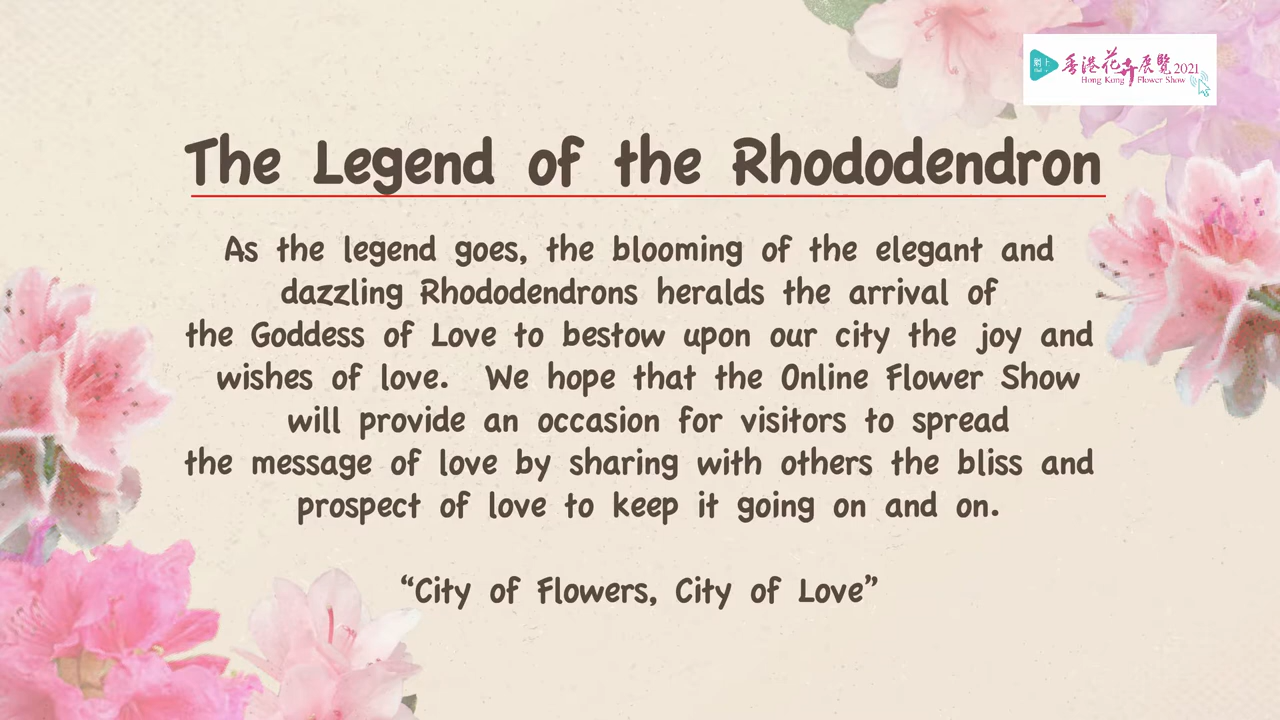 網上
香港花卉展覽2021
Hong Kong Flower Show
The Legend of the Rhododendron
As the legend goes, the blooming of the elegant and
dazzling Rhododendrons heralds the arrival of
the Goddess of Love to bestow upon our city the joy and
wishes of love. We hope that the Online Flower Show
will provide an occasion for visitors to spread
the message of love by sharing with others the bliss and
prospect of love to keep it going on and on.
“City of Flowers, City of Love”